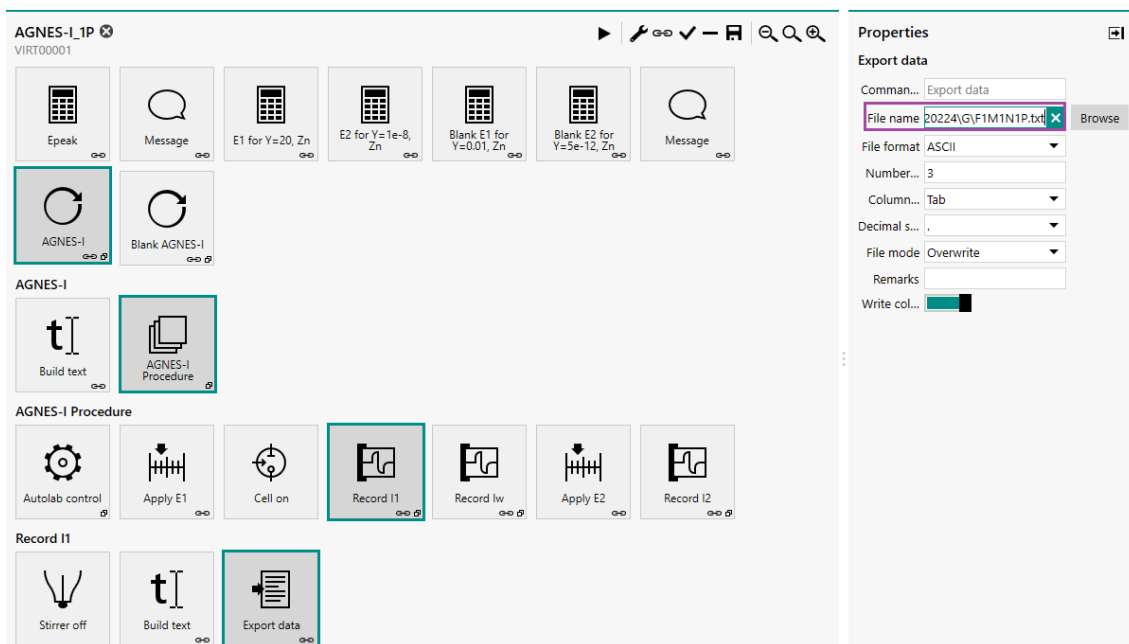 AGNES-I_1P
VIRT00001
Epeak
Message
E1 for Y=20, Zn
E2 for Y=1e-8,
Zn
Blank E1 for
Y=0.01, Zn
Blank E2 for
Y=5e-12, Zn
Message
AGNES-I
Blank AGNES-I
AGNES-I
t
Build text
AGNES-I
Procedure
AGNES-I Procedure
Autolab control
Apply E1
Cell on
Record I1
Record Iw
Apply E2
Record I2
Record I1
Stirrer off
t
Build text
Export data
Properties
Export data
Comman... Export data
File name 20224\G\F1M1N1P.txt Browse
File format ASCII
Number... 3
Column... Tab
Decimal s... .
File mode Overwrite
Remarks
Write col...